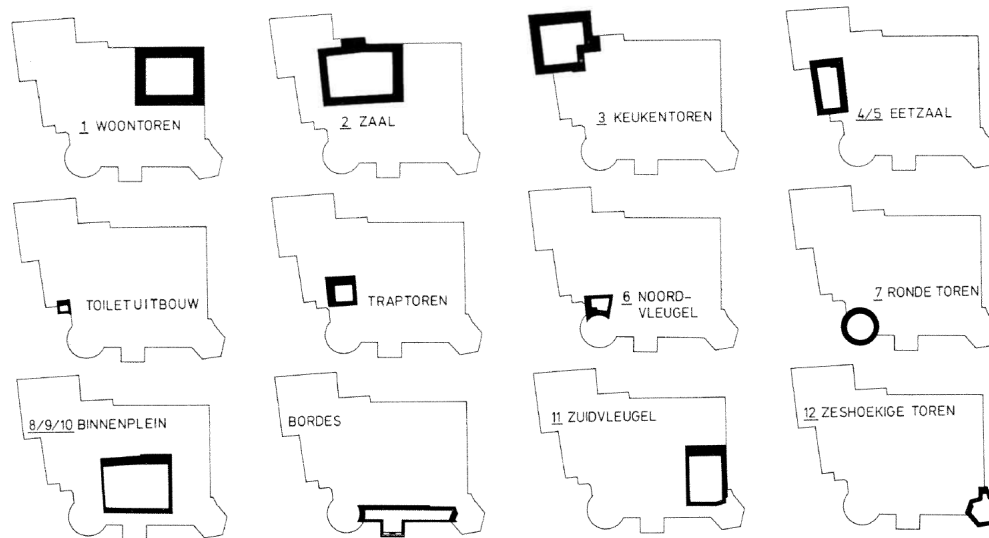 1 WOONTOREN
2 ZAAL
3 KEUKENTOREN
4/5 EETZAAL
TOILETUITBOUW
TRAPTOREN
6 NOORD-
VLEUGEL
7 RONDE TOREN
8/9/10 BINNENPLEIN
BORDES
11 ZUIDVLEUGEL
12 ZESHOEKIGE TOREN